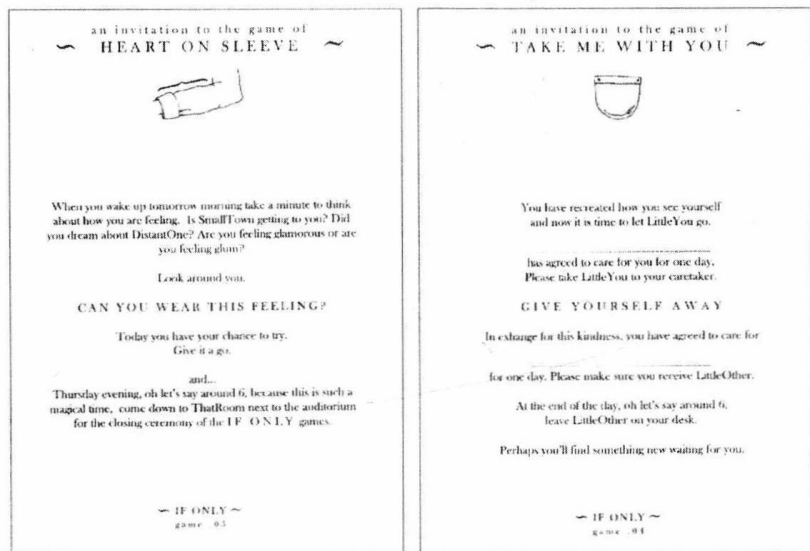 an invitation to the game of
~ HEART ON SLEEVE ~
When you wake up tomorrow morning take a minute to think
about how you are feeling. Is SmallTown getting to you? Did
you dream about DistantOne? Are you feeling glamorous or are
you feeling glum?
Look around you.
CAN YOU WEAR THIS FEELING?
Today you have your chance to try.
Give it a go.
and...
Thursday evening, oh let's say around 6, because this is such a
magical time, come down to ThatRoom next to the auditorium
for the closing ceremony of the IF ONLY games.
~ IF ONLY ~
game .05
an invitation to the game of
~ TAKE ME WITH YOU ~
You have recreated how you see yourself
and now it is time to let LittleYou go.
has agreed to care for you for one day.
Please take LittleYou to your caretaker.
GIVE YOURSELF AWAY
In exhange for this kindness, you have agreed to care for
for one day. Please make sure you receive LittleOther.
At the end of the day, oh let's say around 6,
leave LittleOther on your desk.
Perhaps you'll find something new waiting for you.
~ IF ONLY ~
game .04